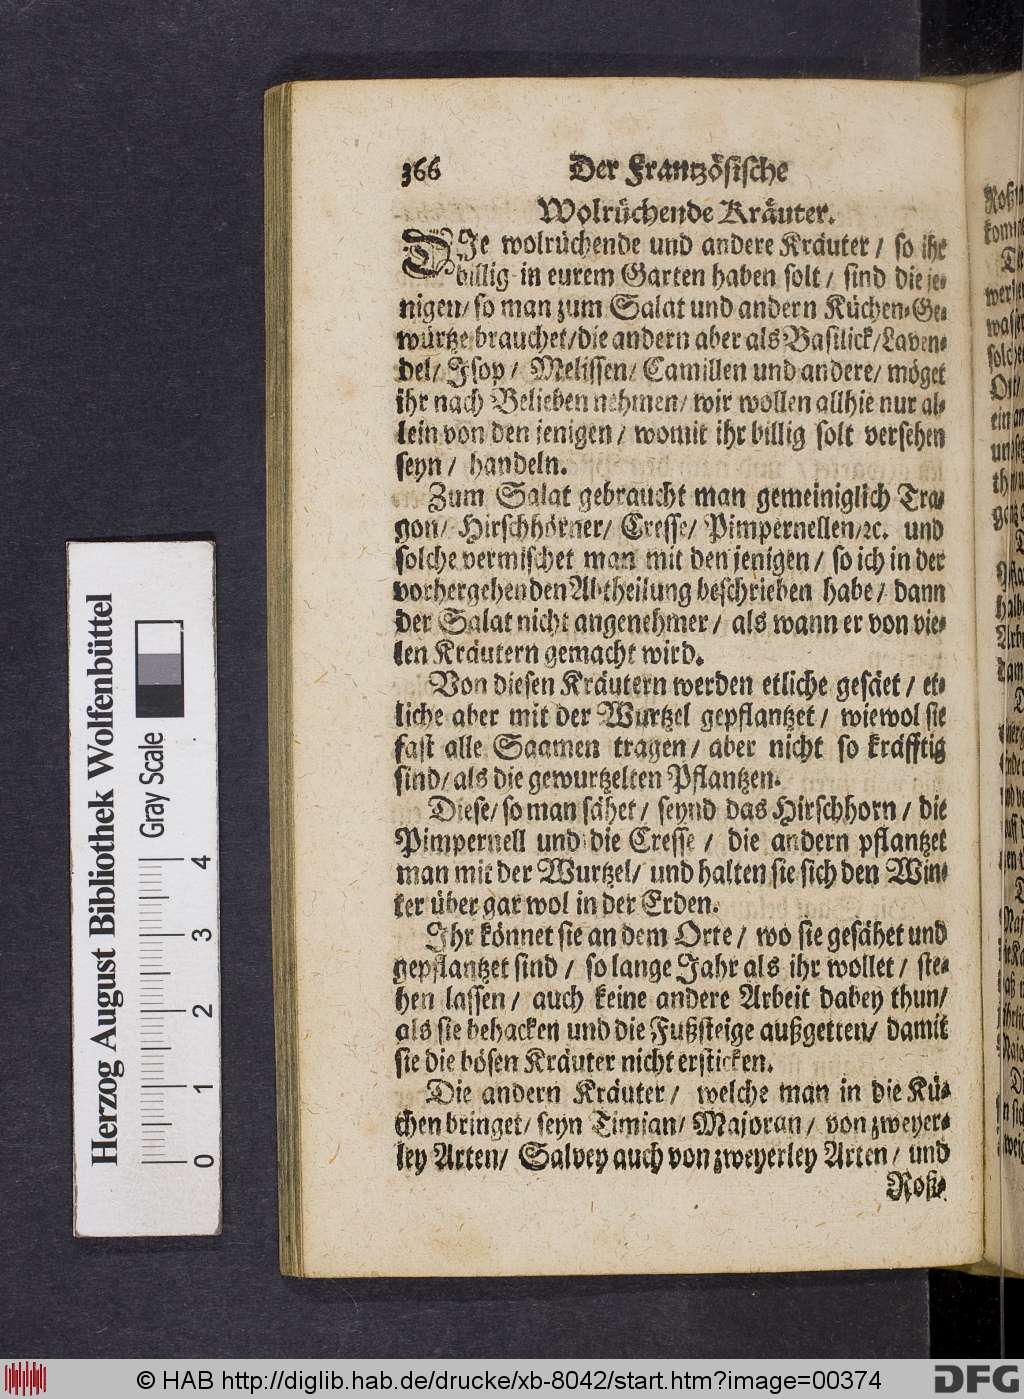 366 Der Frantzösische
Wolrüchende Kräuter.
DIe wolrüchende und andere Kräuter / so ihr
billig in eurem Garten haben solt / sind die je-
nigen / so man zum Salat und andern Küchen-Ge-
würtze brauchet / die andern aber als Basilick / Laven-
del / Isop / Melissen / Camillen und andere / möget
ihr nach Belieben nehmen / wir wollen allhie nur al-
lein von den jenigen / womit ihr billig solt versehen
seyn / handeln.
Zum Salat gebraucht man gemeiniglich Tra-
gon / Hirschhörner / Cresse / Pimpernellen / ꝛc. und
solche vermischet man mit den jenigen / so ich in der
vorhergehenden Abtheilung beschrieben habe / dann
der Salat nicht angenehmer / als wann er von vie-
len Kräutern gemacht wird.
Von diesen Kräutern werden etliche gesäet / et-
liche aber mit der Wurtzel gepflantzet / wiewol sie
fast alle Saamen tragen / aber nicht so kräfftig
sind / als die gewurtzelten Pflantzen.
Diese / so man sähet / seynd das Hirschhorn / die
Pimpernell und die Cresse / die andern pflantzet
man mit der Wurtzel / und halten sie sich den Win-
ter über gar wol in der Erden.
Ihr könnet sie an dem Orte / wo sie gesähet und
gepflantzet sind / so lange Jahr als ihr wollet / ste-
hen lassen / auch keine andere Arbeit dabey thun /
als sie behacken und die Fußsteige außgetten / damit
sie die bösen Kräuter nicht ersticken.
Die andern Kräuter / welche man in die Kü-
chen bringet / seyn Timian / Majoran / von zweyer-
ley Arten / Salvey auch von zweyerley Arten / und
Roß-
Herzog August Bibliothek Wolfenbüttel
Gray Scale
0 1 2 3 4
© HAB http://diglib.hab.de/drucke/xb-8042/start.htm?image=00374
DFG